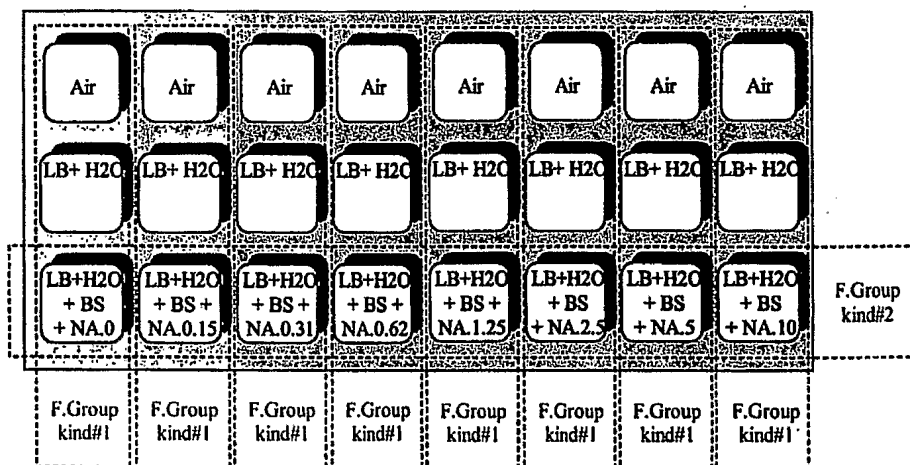 Air Air Air Air Air Air Air Air
LB+ H2O LB+ H2O LB+ H2O LB+ H2O LB+ H2O LB+ H2O LB+ H2O LB+ H2O
LB+H2O LB+H2O LB+H2O LB+H2O LB+H2O LB+H2O LB+H2O LB+H2O
+ BS + BS + + BS + + BS + + BS + + BS + BS + BS
+ NA.0 NA.0.15 NA.0.31 NA.0.62 NA.1.25 + NA.2.5 + NA.5 + NA.10
F.Group
kind#2
F.Group F.Group F.Group F.Group F.Group F.Group F.Group F.Group
kind#1 kind#1 kind#1 kind#1 kind#1 kind#1 kind#1 kind#1